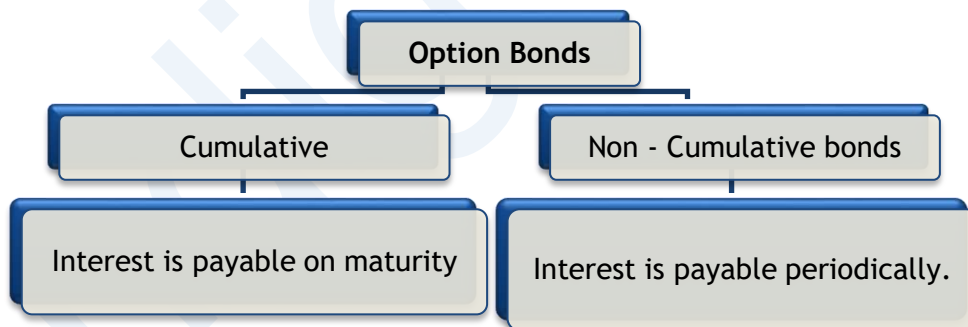 Option Bonds
Cumulative
Non - Cumulative bonds
Interest is payable on maturity
Interest is payable periodically.